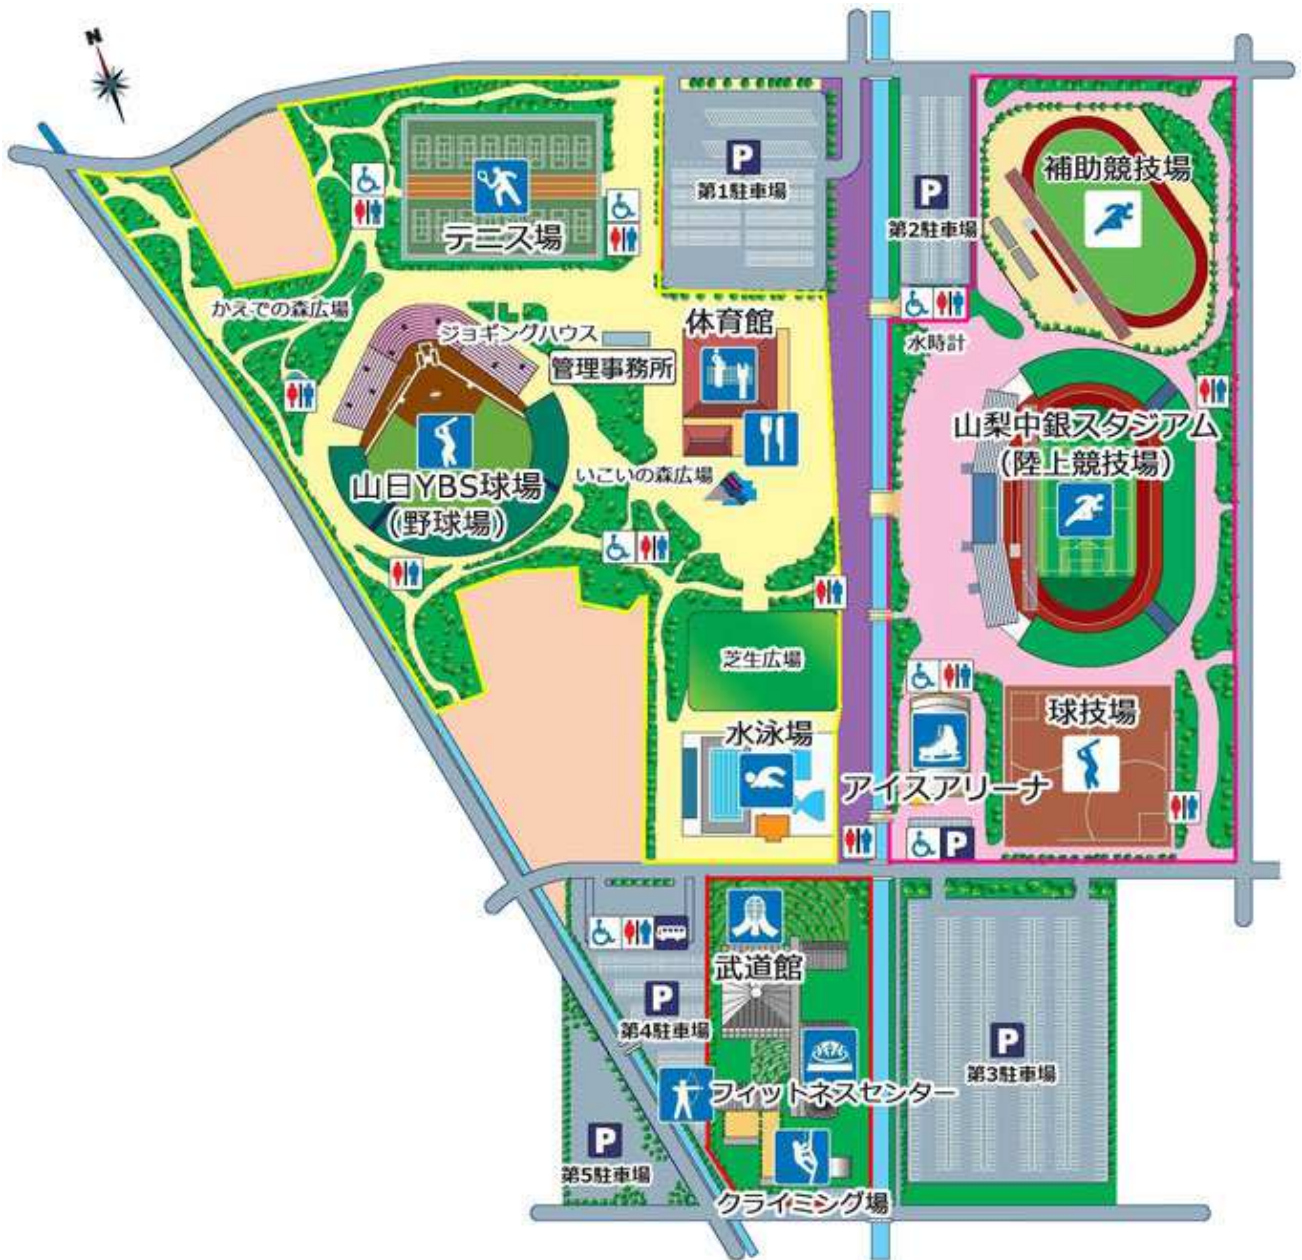 N
P
第1駐車場
P
第2駐車場
補助競技場
テニス場
かえでの森広場
ジョギングハウス
管理事務所
体育館
水時計
山梨中銀スタジアム
(陸上競技場)
山日YBS球場
(野球場)
いこいの森広場
芝生広場
水泳場
球技場
アイスアリーナ
P
武道館
P
第4駐車場
P
第3駐車場
フィットネスセンター
P
第5駐車場
クライミング場